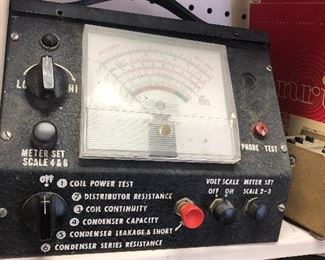 LO HI
METER SET
SCALE 4 & 6
PROBE TEST
OFF
1 COIL POWER TEST
2 DISTRIBUTOR RESISTANCE
3 COIL CONTINUITY
4 CONDENSER CAPACITY
5 CONDENSER LEAKAGE & SHORT
6 CONDENSER SERIES RESISTANCE
VOLT SCALE
OFF ON
METER SET
SCALE 2-3